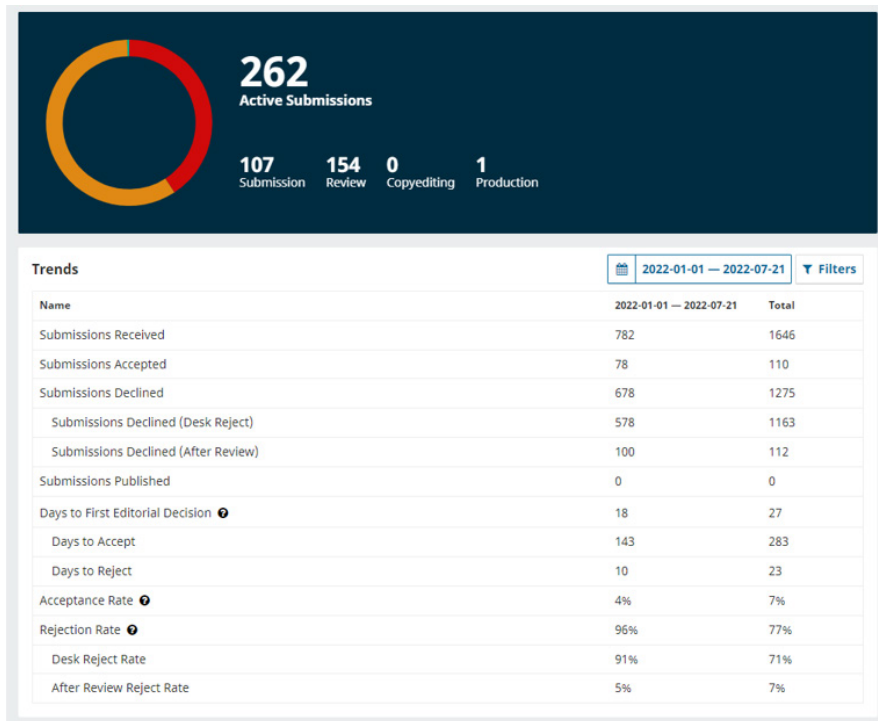 262
Active Submissions
107 154 0 1
Submission Review Copyediting Production
Trends 2022-01-01 — 2022-07-21 Filters
Name 2022-01-01 — 2022-07-21 Total
Submissions Received 782 1646
Submissions Accepted 78 110
Submissions Declined 678 1275
Submissions Declined (Desk Reject) 578 1163
Submissions Declined (After Review) 100 112
Submissions Published 0 0
Days to First Editorial Decision ? 18 27
Days to Accept 143 283
Days to Reject 10 23
Acceptance Rate ? 4% 7%
Rejection Rate ? 96% 77%
Desk Reject Rate 91% 71%
After Review Reject Rate 5% 7%